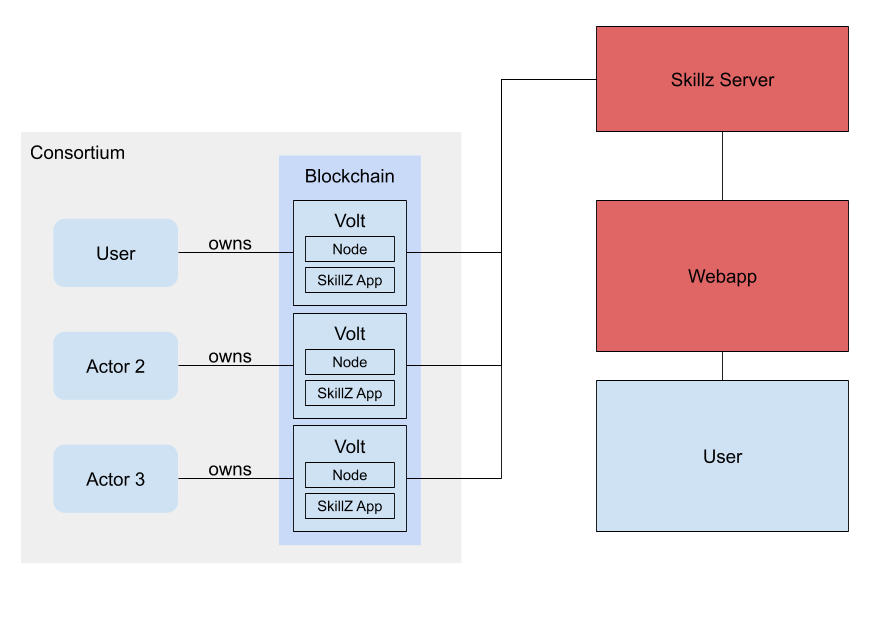 Skillz Server
Consortium
Blockchain
Volt
User
owns
Node
SkillZ App
Webapp
Volt
Actor 2
owns
Node
SkillZ App
User
Volt
Actor 3
owns
Node
SkillZ App